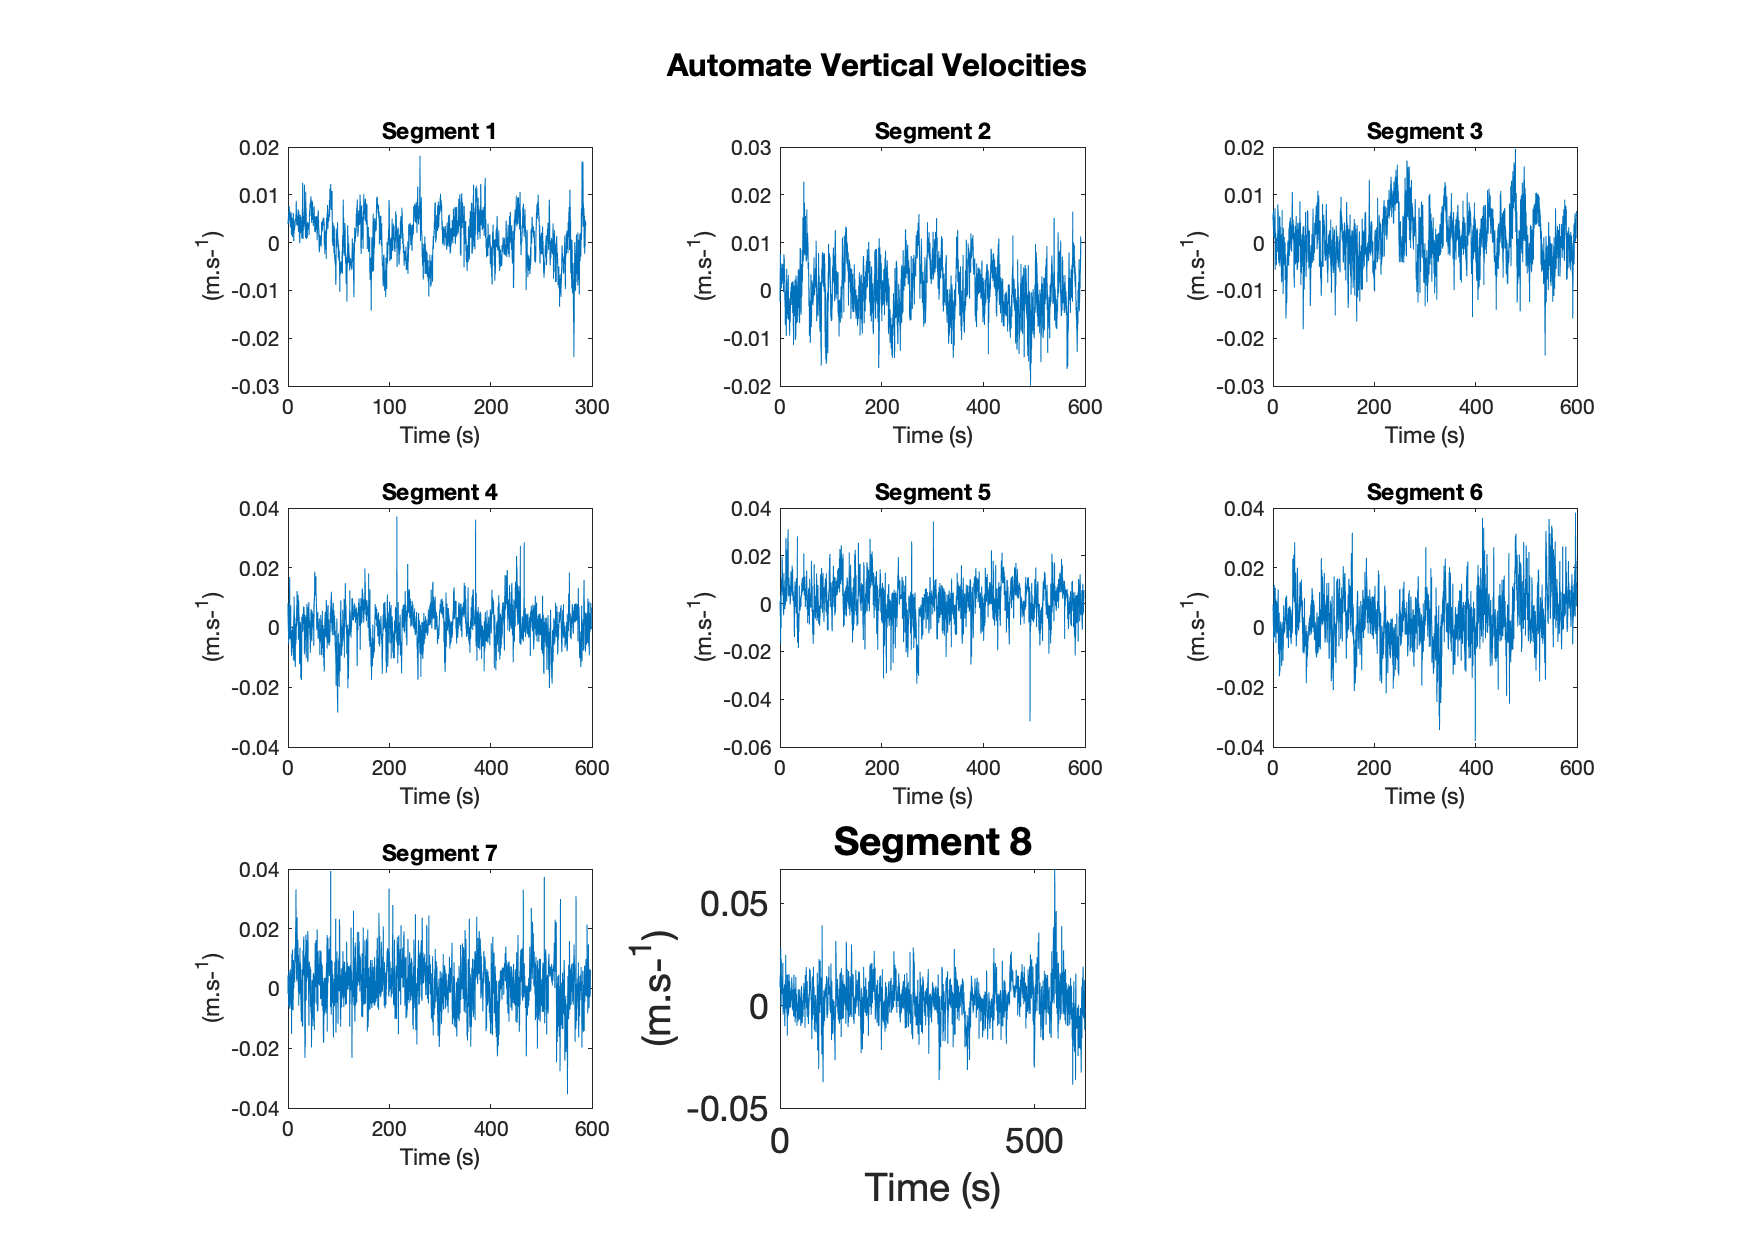 Automate Vertical Velocities
Segment 1
0.02
0.01
0
-0.01
-0.02
-0.03
(m.s-1)
0 100 200 300
Time (s)
Segment 2
0.03
0.02
0.01
0
-0.01
-0.02
(m.s-1)
0 200 400 600
Time (s)
Segment 3
0.02
0.01
0
-0.01
-0.02
-0.03
(m.s-1)
0 200 400 600
Time (s)
Segment 4
0.04
0.02
0
-0.02
-0.04
(m.s-1)
0 200 400 600
Time (s)
Segment 5
0.04
0.02
0
-0.02
-0.04
-0.06
(m.s-1)
0 200 400 600
Time (s)
Segment 6
0.04
0.02
0
-0.02
-0.04
(m.s-1)
0 200 400 600
Time (s)
Segment 7
0.04
0.02
0
-0.02
-0.04
(m.s-1)
0 200 400 600
Time (s)
Segment 8
0.05
0
-0.05
(m.s-1)
0 500
Time (s)